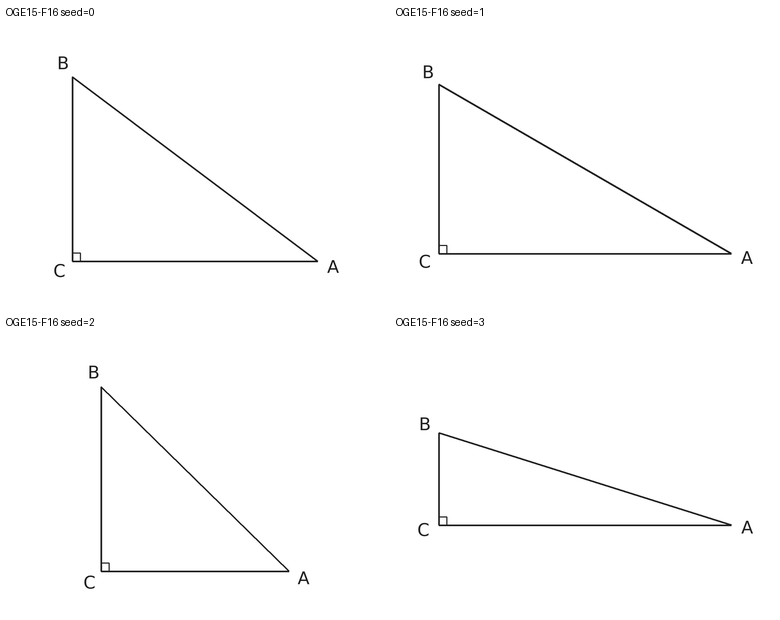 OGE15-F16 seed=0
B
C
A
OGE15-F16 seed=1
B
C
A
OGE15-F16 seed=2
B
C
A
OGE15-F16 seed=3
B
C
A